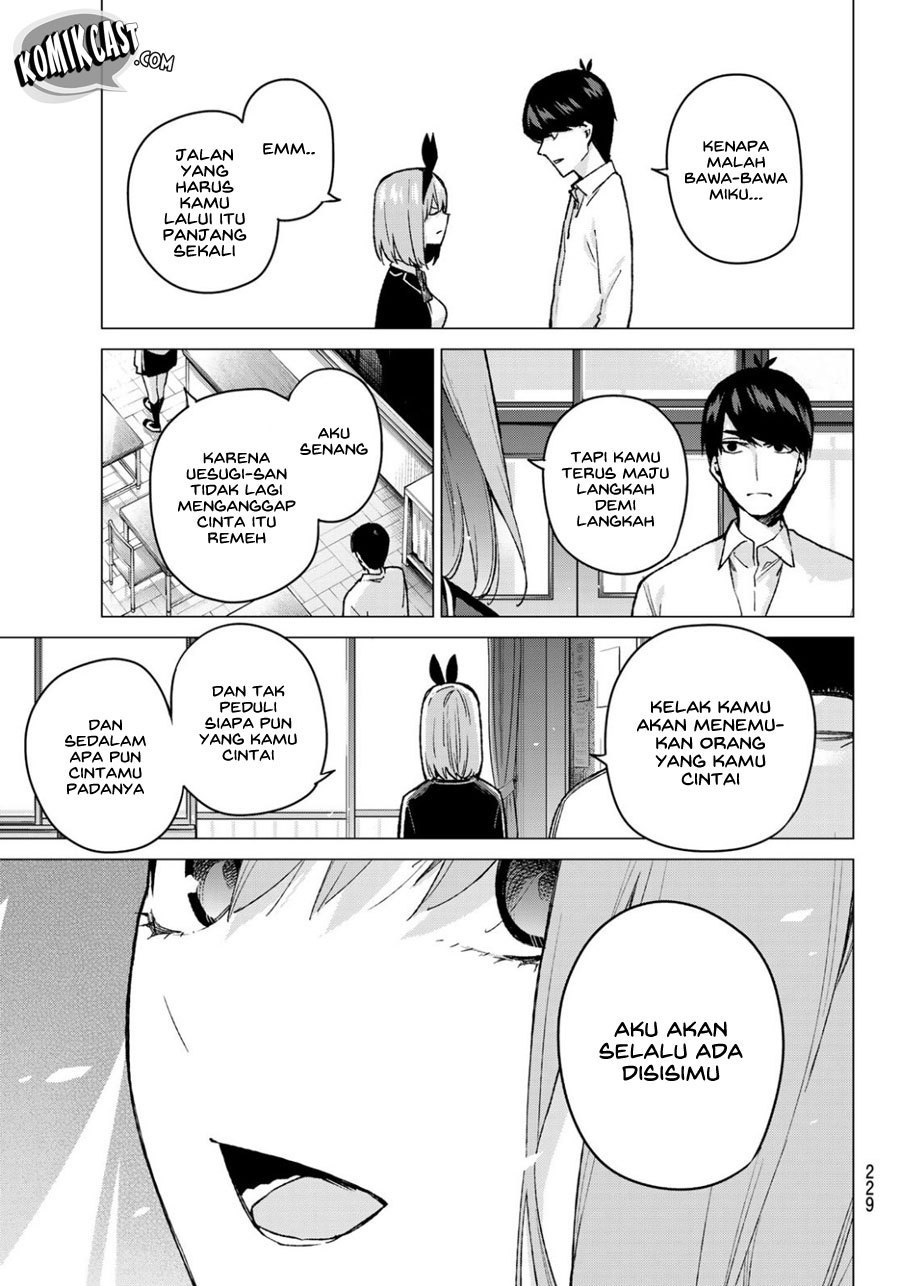 KOMIKCAST
.COM
KENAPA
MALAH
BAWA-BAWA
MIKU...
EMM..
JALAN
YANG
HARUS
KAMU
LALUI ITU
PANJANG
SEKALI
TAPI KAMU
TERUS MAJU
LANGKAH
DEMI
LANGKAH
AKU
SENANG
KARENA
UESUGI-SAN
TIDAK LAGI
MENGANGGAP
CINTA ITU
REMEH
KELAK KAMU
AKAN MENEMU-
KAN ORANG
YANG KAMU
CINTAI
DAN TAK
PEDULI
SIAPA PUN
YANG KAMU
CINTAI
DAN
SEDALAM
APA PUN
CINTAMU
PADANYA
AKU AKAN
SELALU ADA
DISISIMU
229